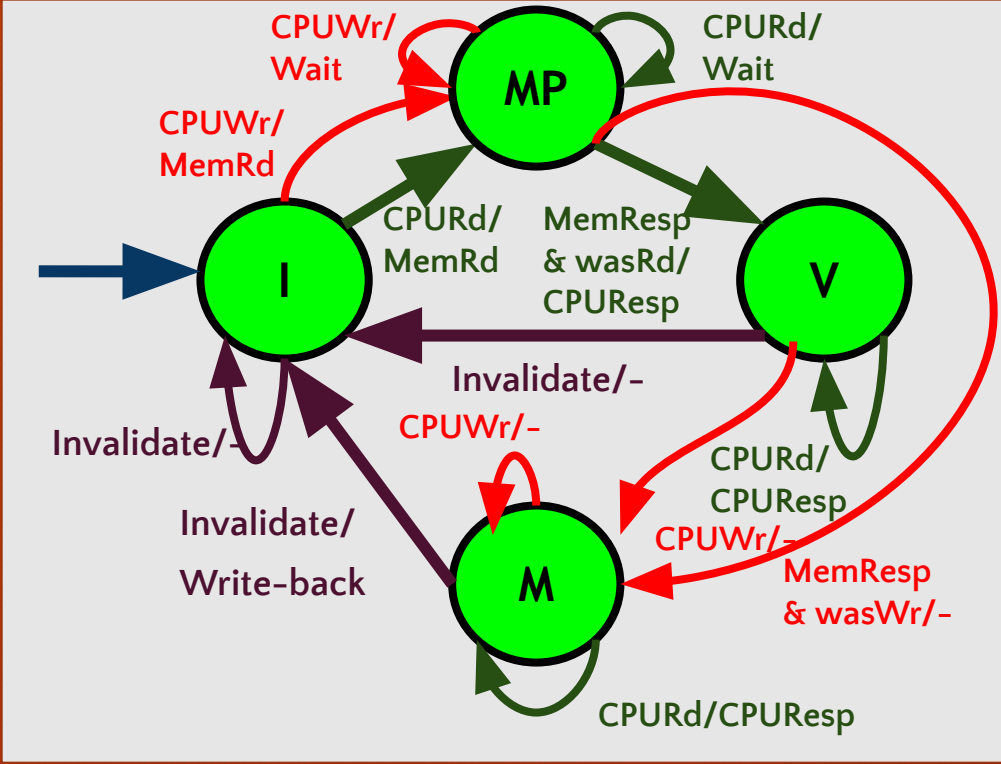 CPUWr/
Wait
MP
CPURd/
Wait
CPUWr/
MemRd
CPURd/
MemRd
MemResp
& wasRd/
CPUResp
I
V
Invalidate/-
CPUWr/-
Invalidate/-
CPURd/
CPUResp
Invalidate/
Write-back
CPUWr/-
M
MemResp
& wasWr/-
CPURd/CPUResp